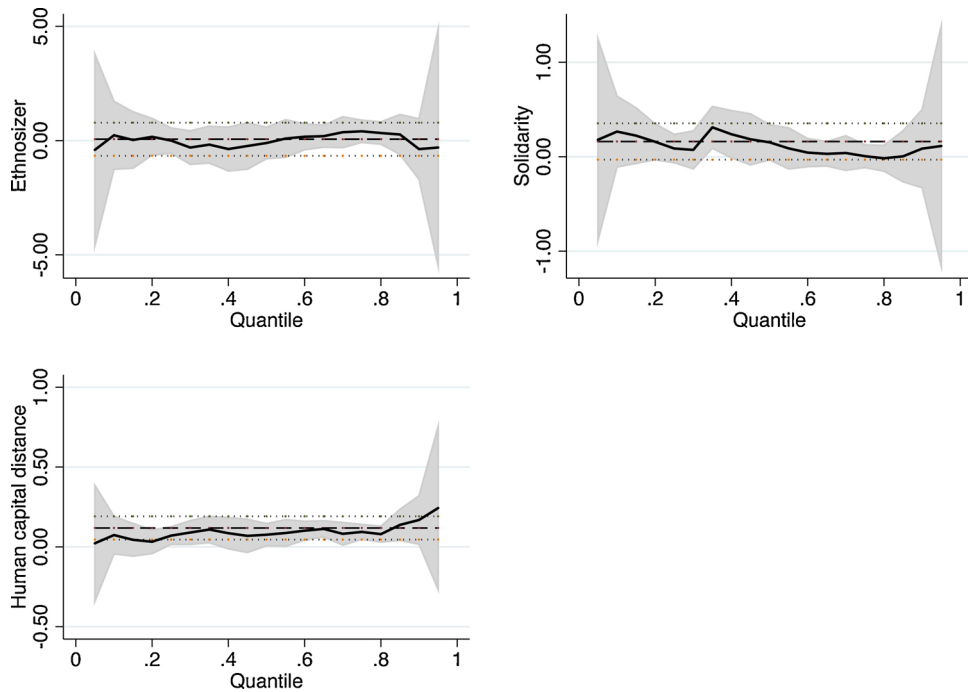 Ethnosizer
5.00
0.00
-5.00
0 .2 .4 .6 .8 1
Quantile
Solidarity
1.00
0.00
-1.00
0 .2 .4 .6 .8 1
Quantile
Human capital distance
1.00
0.50
0.00
-0.50
0 .2 .4 .6 .8 1
Quantile